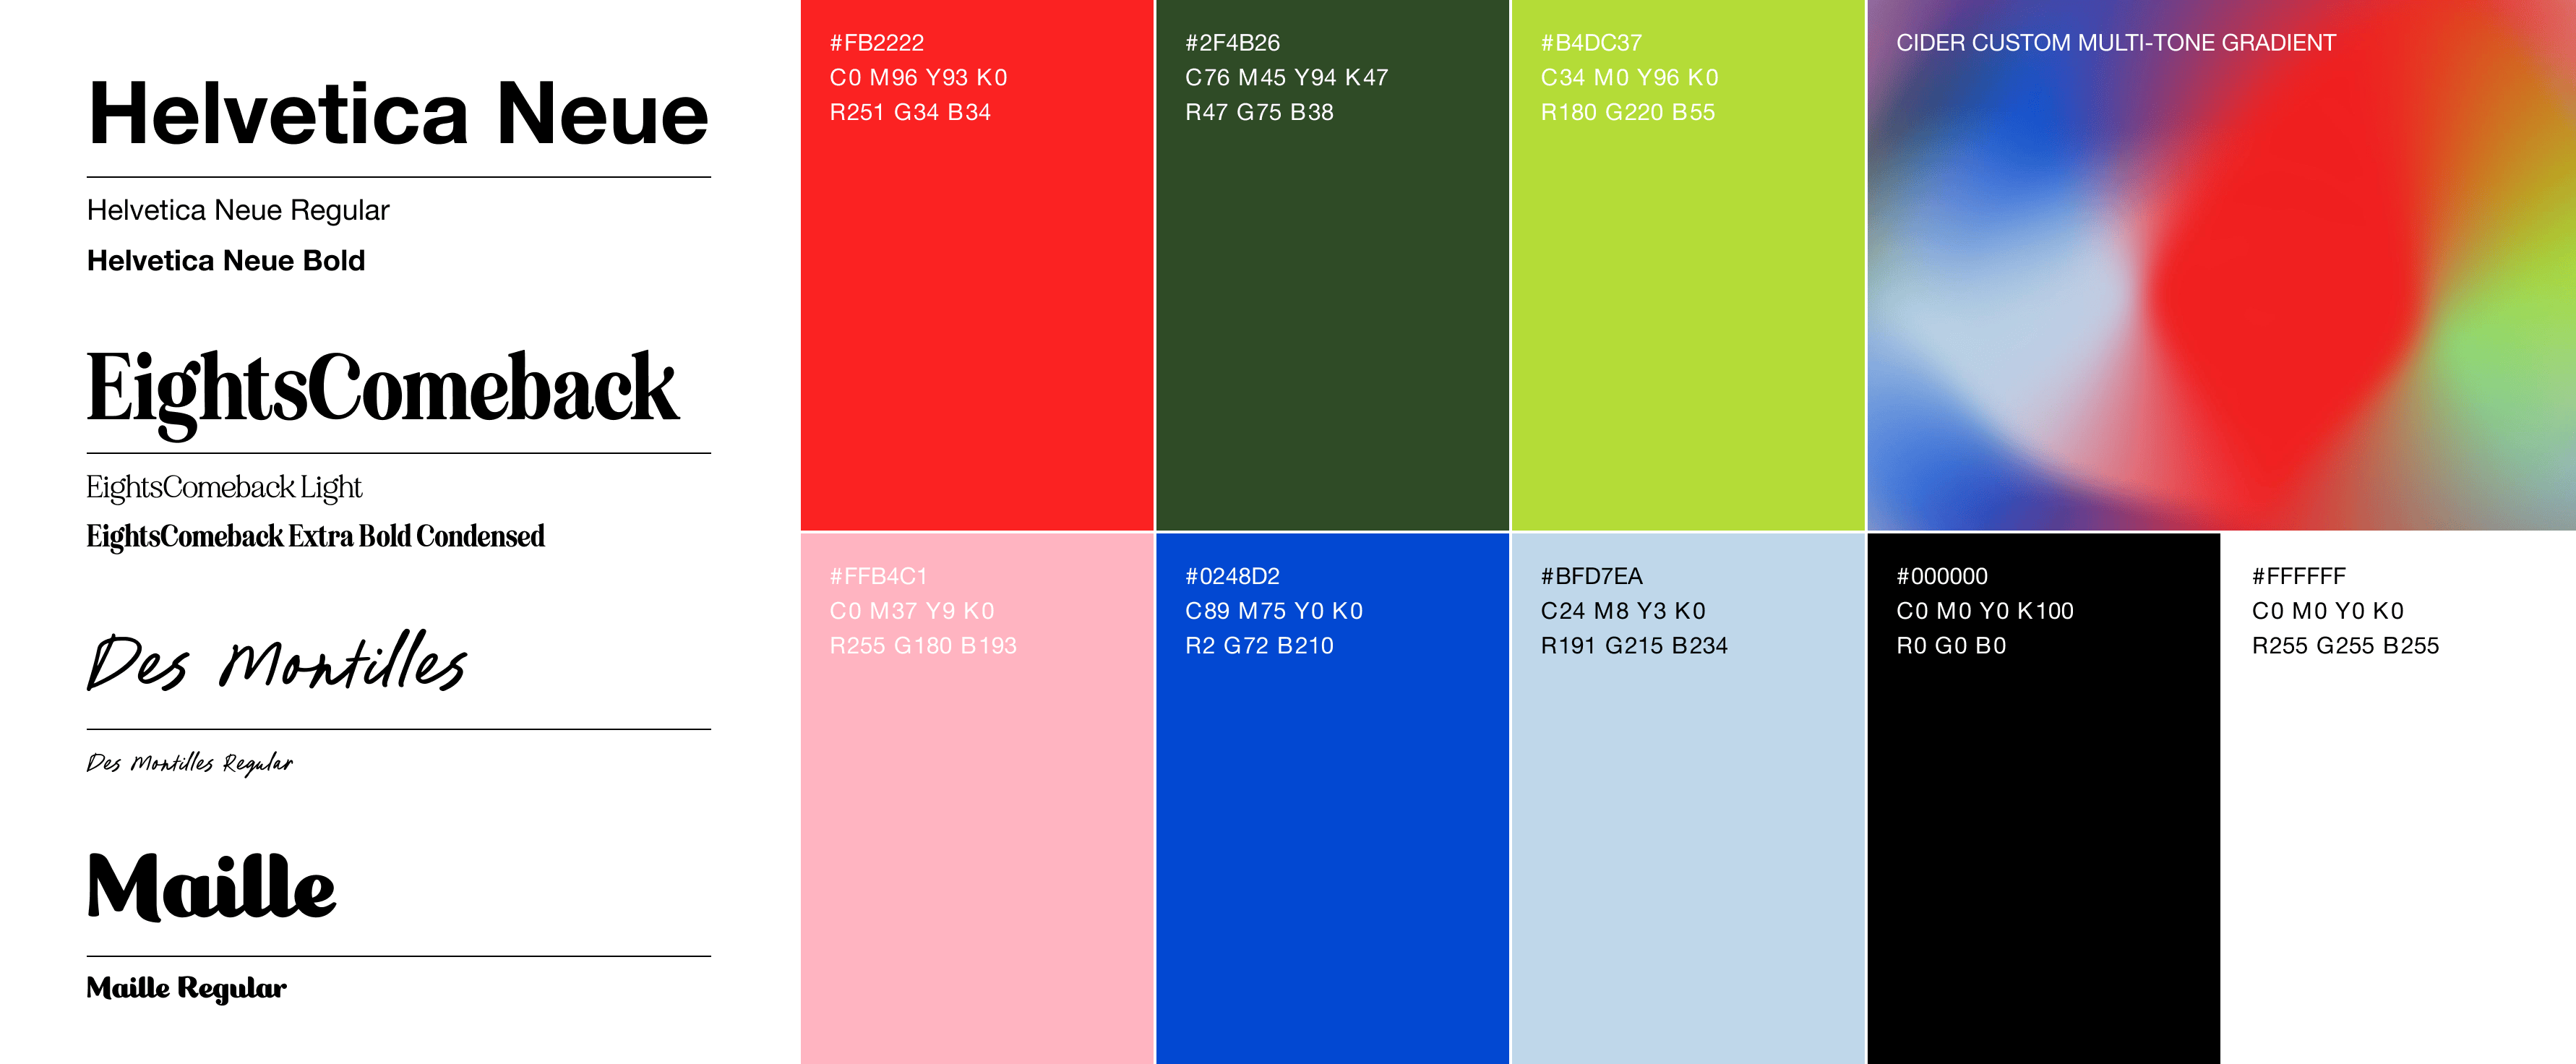 Helvetica Neue
Helvetica Neue Regular
Helvetica Neue Bold
EightsComeback
EightsComeback Light
EightsComeback Extra Bold Condensed
Des Montilles
Des Montilles Regular
Maille
Maille Regular
#FB2222
C0 M96 Y93 K0
R251 G34 B34
#2F4B26
C76 M45 Y94 K47
R47 G75 B38
#B4DC37
C34 M0 Y96 K0
R180 G220 B55
CIDER CUSTOM MULTI-TONE GRADIENT
#FFB4C1
C0 M37 Y9 K0
R255 G180 B193
#0248D2
C89 M75 Y0 K0
R2 G72 B210
#BFD7EA
C24 M8 Y3 K0
R191 G215 B234
#000000
C0 M0 Y0 K100
R0 G0 B0
#FFFFFF
C0 M0 Y0 K0
R255 G255 B255